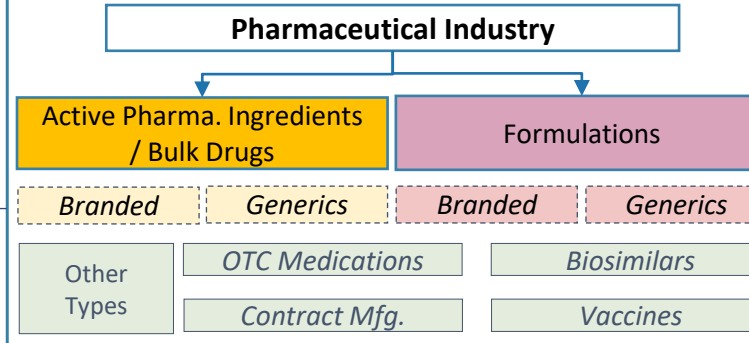 Pharmaceutical Industry
Active Pharma. Ingredients
/ Bulk Drugs
Formulations
Branded
Generics
Branded
Generics
Other
Types
OTC Medications
Biosimilars
Contract Mfg.
Vaccines